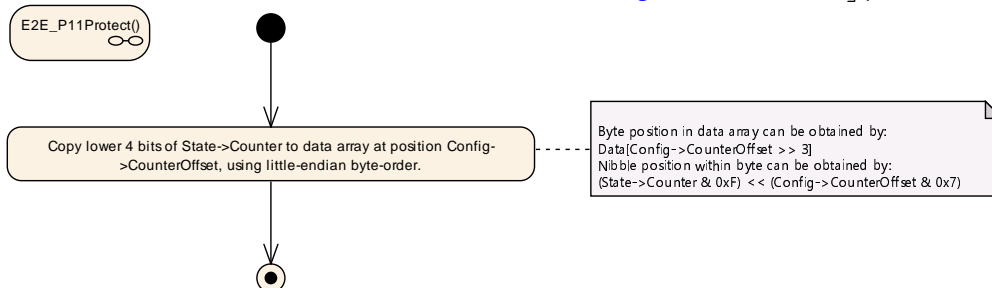 E2E_P11Protect()
Copy lower 4 bits of State->Counter to data array at position Config-
>CounterOffset, using little-endian byte-order.
Byte position in data array can be obtained by:
Data[Config->CounterOffset >> 3]
Nibble position within byte can be obtained by:
(State->Counter & 0xF) << (Config->CounterOffset & 0x7)